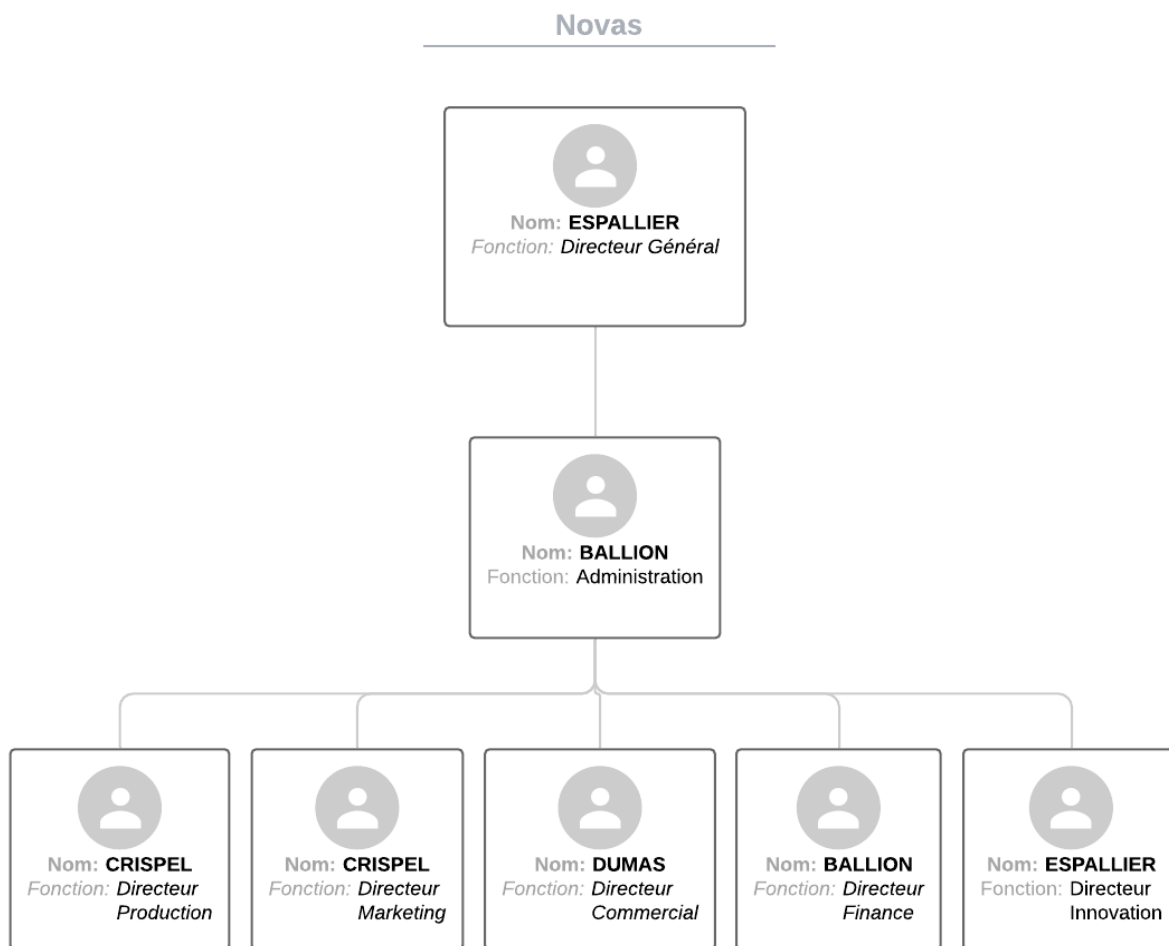 Novas
Nom: ESPALLIER
Fonction: Directeur Général
Nom: BALLION
Fonction: Administration
Nom: CRISPEL
Fonction: Directeur
Production
Nom: CRISPEL
Fonction: Directeur
Marketing
Nom: DUMAS
Fonction: Directeur
Commercial
Nom: BALLION
Fonction: Directeur
Finance
Nom: ESPALLIER
Fonction: Directeur
Innovation